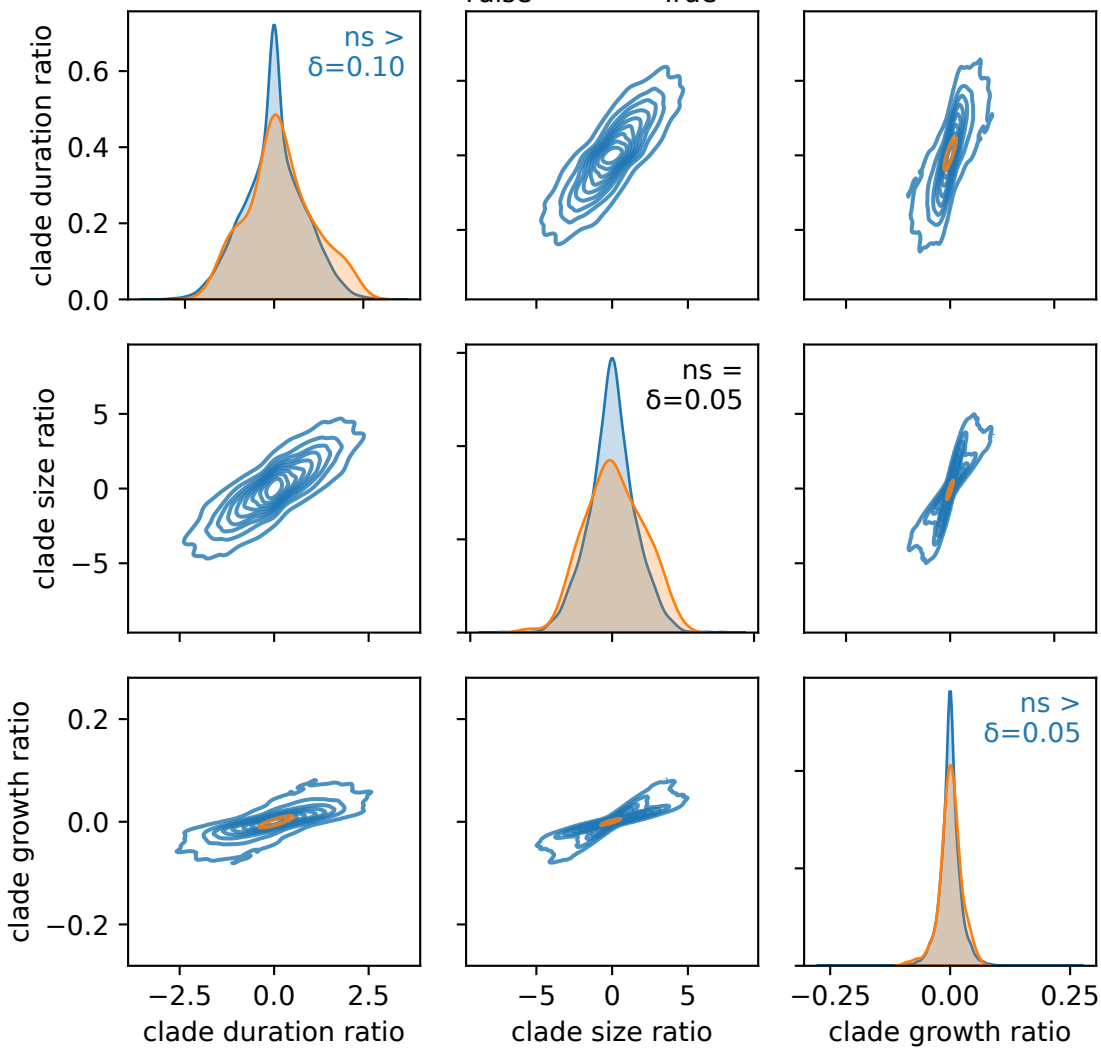 True
clade duration ratio
0.6
0.4
0.2
0.0
ns >
δ=0.10
clade size ratio
5
0
−5
ns =
δ=0.05
clade growth ratio
0.2
0.0
−0.2
ns >
δ=0.05
−2.5
0.0
2.5
−5
0
5
−0.25
0.00
0.25
clade duration ratio
clade size ratio
clade growth ratio